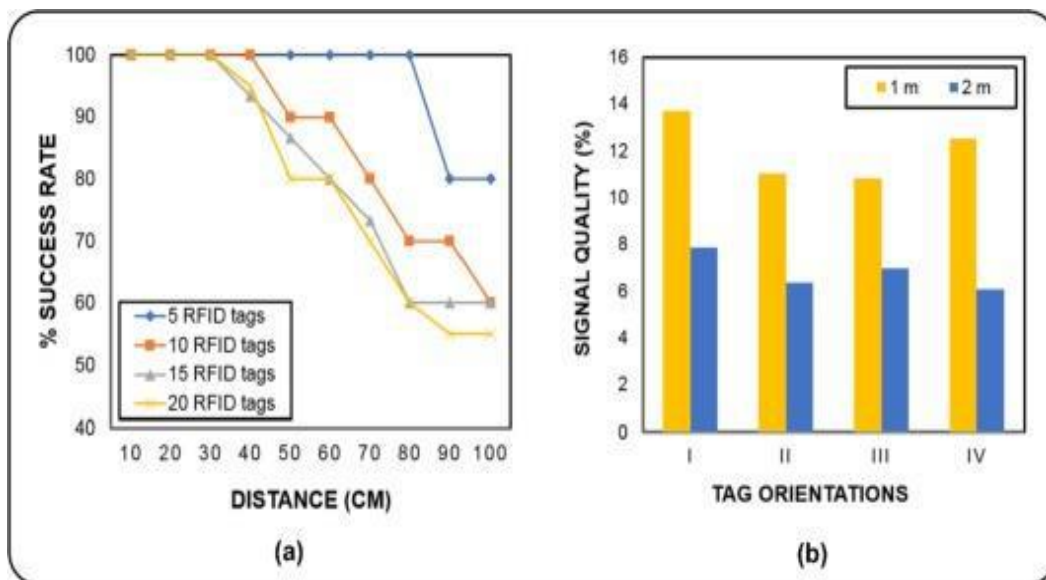 100
90
80
70
60
50
40
% SUCCESS RATE
5 RFID tags
10 RFID tags
15 RFID tags
20 RFID tags
10 20 30 40 50 60 70 80 90 100
DISTANCE (CM)
(a)
16
14
12
10
8
6
4
2
0
SIGNAL QUALITY (%)
1 m 2 m
I II III IV
TAG ORIENTATIONS
(b)